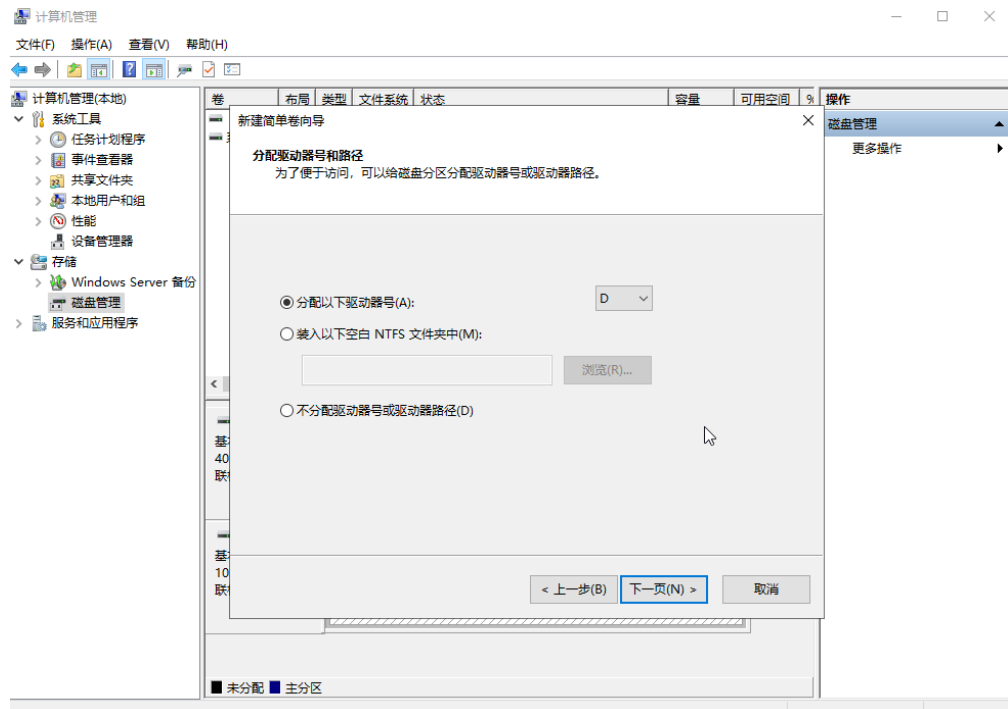 计算机管理
文件(F) 操作(A) 查看(V) 帮助(H)
计算机管理(本地)
系统工具
任务计划程序
事件查看器
共享文件夹
本地用户和组
性能
设备管理器
存储
Windows Server 备份
磁盘管理
服务和应用程序
卷 布局 类型 文件系统 状态 容量 可用空间 %
基
40
联
基
10
联
未分配 主分区
新建简单卷向导
分配驱动器号和路径
为了便于访问，可以给磁盘分区分配驱动器号或驱动器路径。
分配以下驱动器号(A): D
装入以下空白 NTFS 文件夹中(M):
浏览(R)...
不分配驱动器号或驱动器路径(D)
< 上一步(B) 下一页(N) > 取消
操作
磁盘管理
更多操作